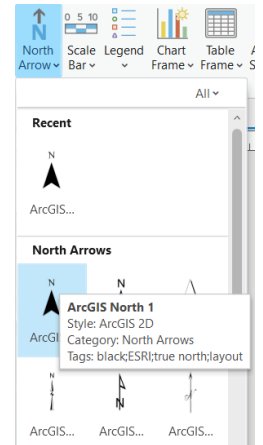 0 5 10
North Scale Legend Chart Table
Arrow Bar Frame Frame
All
Recent
N
ArcGIS...
North Arrows
N N
ArcGIS North 1
Style: ArcGIS 2D
Category: North Arrows
Tags: black;ESRI;true north;layout
ArcGIS... ArcGIS... ArcGIS...